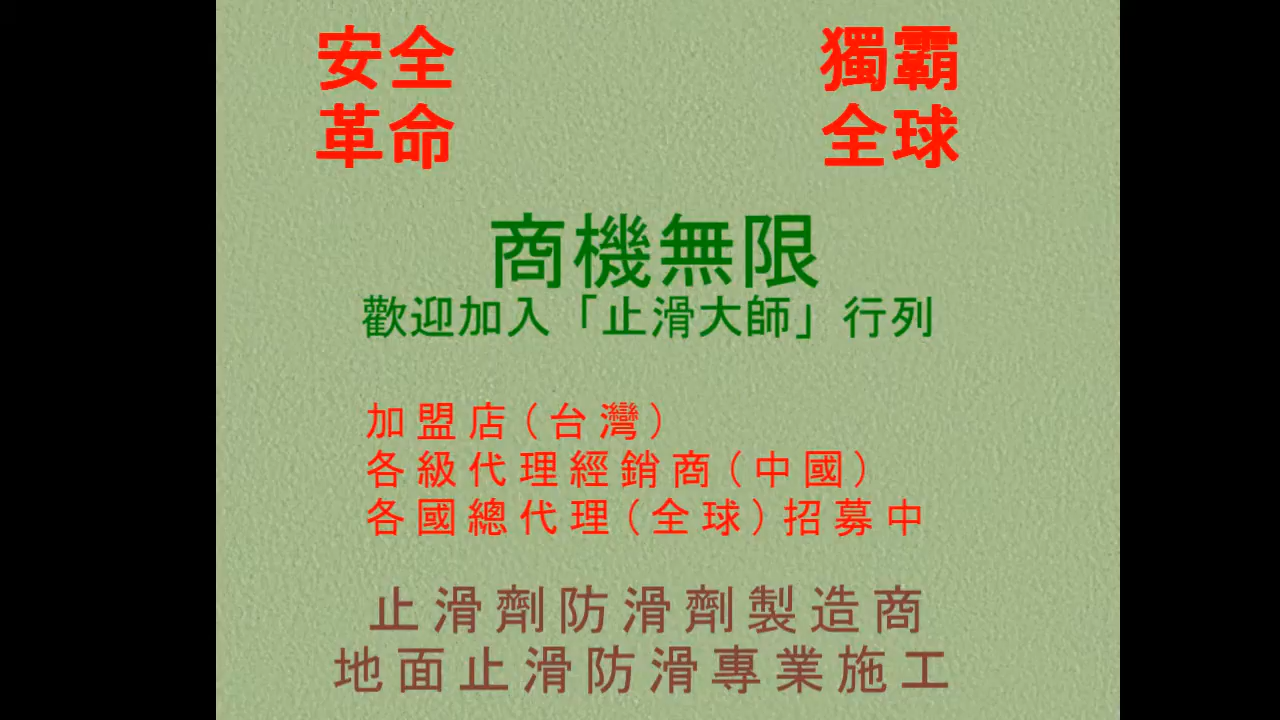 安全
革命
獨霸
全球
商機無限
歡迎加入「止滑大師」行列
加盟店(台灣)
各級代理經銷商(中國)
各國總代理(全球)招募中
止滑劑防滑劑製造商
地面止滑防滑專業施工